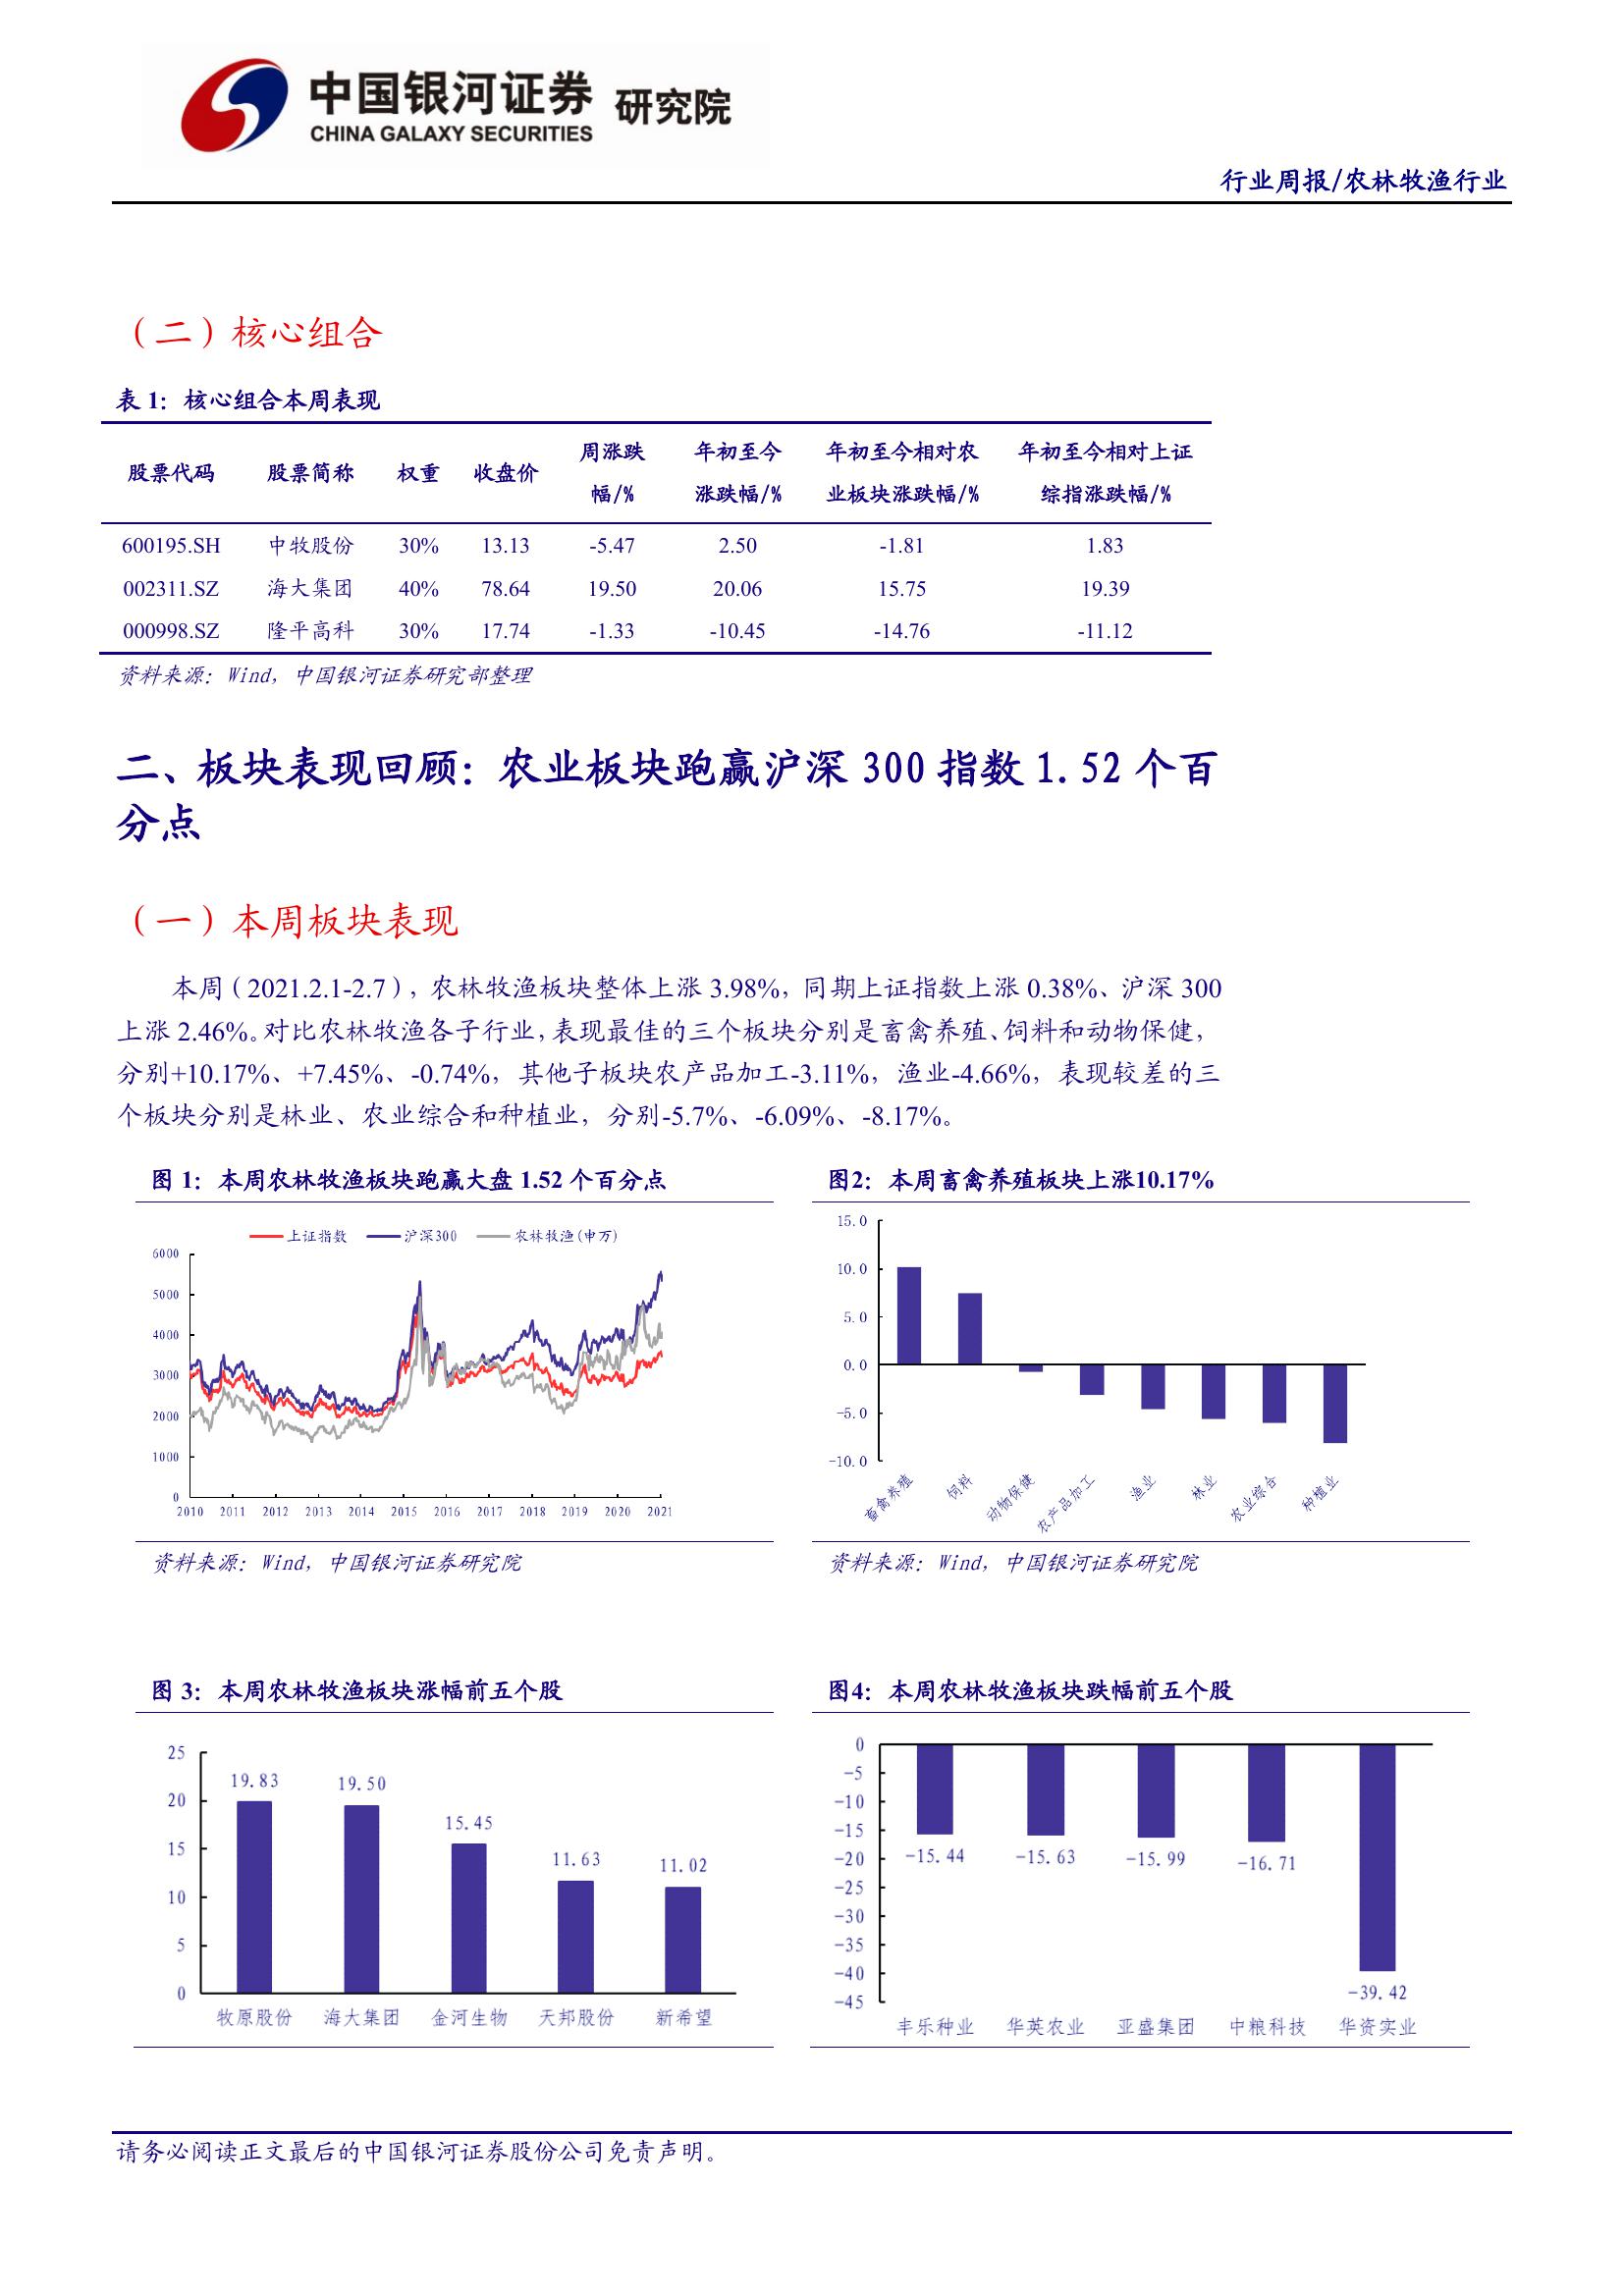 中国银河证券 研究院
CHINA GALAXY SECURITIES
行业周报/农林牧渔行业
（二）核心组合
表 1：核心组合本周表现
股票代码 股票简称 权重 收盘价 周涨跌幅/% 年初至今涨跌幅/% 年初至今相对农业板块涨跌幅/% 年初至今相对上证综指涨跌幅/%
600195.SH 中牧股份 30% 13.13 -5.47 2.50 -1.81 1.83
002311.SZ 海大集团 40% 78.64 19.50 20.06 15.75 19.39
000998.SZ 隆平高科 30% 17.74 -1.33 -10.45 -14.76 -11.12
资料来源：Wind，中国银河证券研究部整理
二、板块表现回顾：农业板块跑赢沪深 300 指数 1.52 个百
分点
（一）本周板块表现
本周（2021.2.1-2.7），农林牧渔板块整体上涨 3.98%，同期上证指数上涨 0.38%、沪深 300
上涨 2.46%。对比农林牧渔各子行业，表现最佳的三个板块分别是畜禽养殖、饲料和动物保健，
分别+10.17%、+7.45%、-0.74%，其他子板块农产品加工-3.11%，渔业-4.66%，表现较差的三
个板块分别是林业、农业综合和种植业，分别-5.7%、-6.09%、-8.17%。
图 1：本周农林牧渔板块跑赢大盘 1.52 个百分点
上证指数 沪深300 农林牧渔(申万)
6000
5000
4000
3000
2000
1000
0
2010 2011 2012 2013 2014 2015 2016 2017 2018 2019 2020 2021
资料来源：Wind，中国银河证券研究院
图2：本周畜禽养殖板块上涨10.17%
15.0
10.0
5.0
0.0
-5.0
-10.0
畜禽养殖 饲料 动物保健 农产品加工 渔业 林业 农业综合 种植业
资料来源：Wind，中国银河证券研究院
图 3：本周农林牧渔板块涨幅前五个股
25
20
15
10
5
0
19.83 19.50 15.45 11.63 11.02
牧原股份 海大集团 金河生物 天邦股份 新希望
图4：本周农林牧渔板块跌幅前五个股
0
-5
-10
-15
-20
-25
-30
-35
-40
-45
-15.44 -15.63 -15.99 -16.71 -39.42
丰乐种业 华英农业 亚盛集团 中粮科技 华资实业
请务必阅读正文最后的中国银河证券股份公司免责声明。